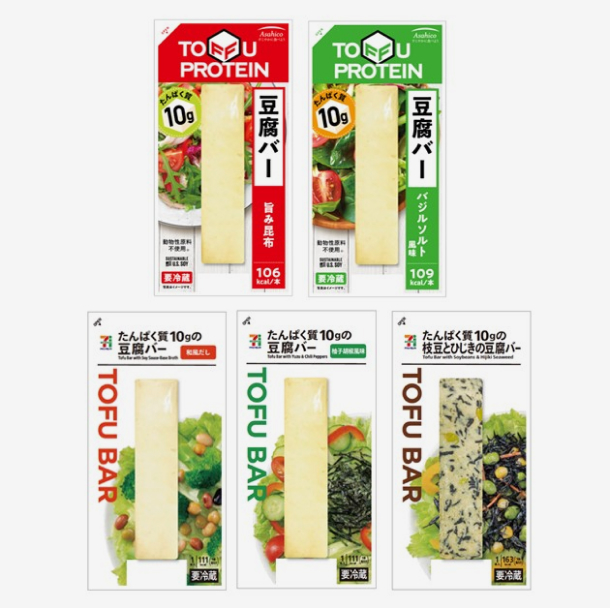 Asahico
TOFFU
PROTEIN
たんぱく質
10g
豆腐バー
旨み昆布
動物性原料
不使用。
SUSTAINABLE
U.S. SOY
要冷蔵
106
kcal/本
Asahico
TOFFU
PROTEIN
たんぱく質
10g
豆腐バー
バジルソルト
風味
動物性原料
不使用。
SUSTAINABLE
U.S. SOY
要冷蔵
109
kcal/本
たんぱく質10gの
豆腐バー
和風だし
Tofu Bar with Soy Sauce Base Broth
TOFU BAR
111
要冷蔵
たんぱく質10gの
豆腐バー
柚子胡椒風味
Tofu Bar with Yuzu & Chili Peppers
TOFU BAR
111
要冷蔵
たんぱく質10gの
枝豆とひじきの豆腐バー
Tofu Bar with Soybeans & Hijiki Seaweed
TOFU BAR
163
要冷蔵